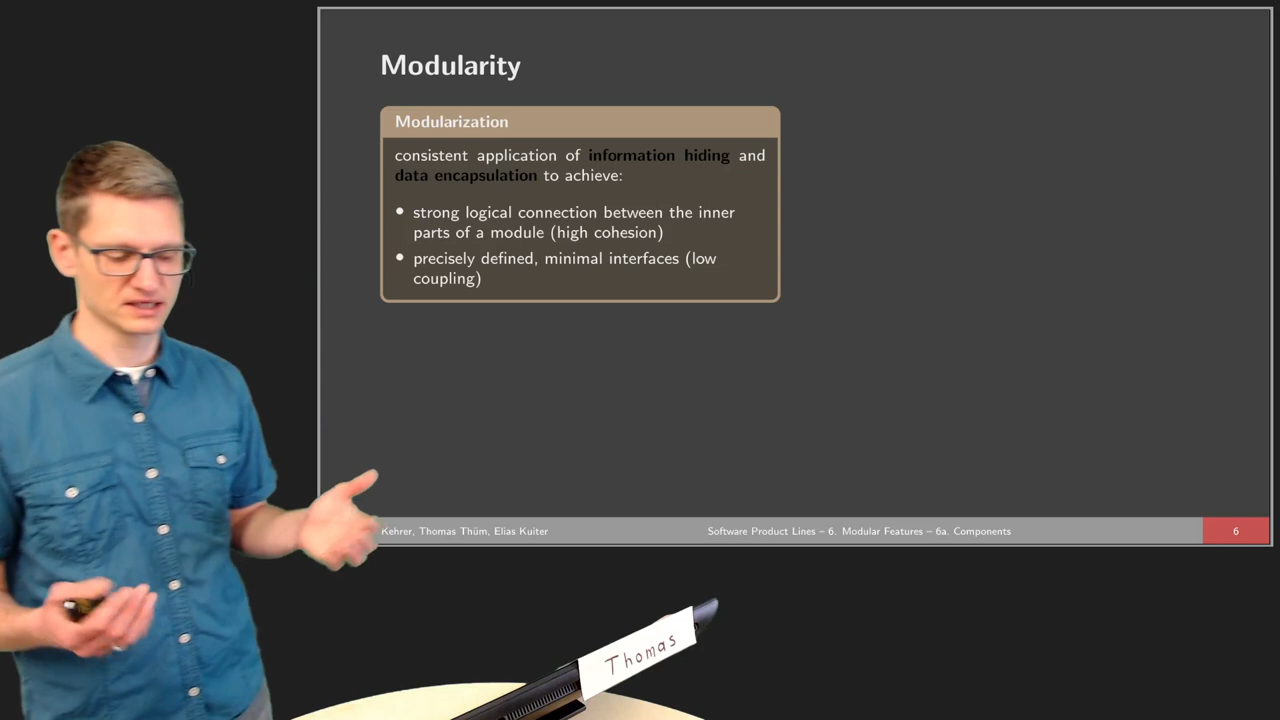 Modularity
Modularization
consistent application of information hiding and
data encapsulation to achieve:
• strong logical connection between the inner
parts of a module (high cohesion)
• precisely defined, minimal interfaces (low
coupling)
Kehrer, Thomas Thüm, Elias Kuiter
Software Product Lines – 6. Modular Features – 6a. Components
6
Thomas